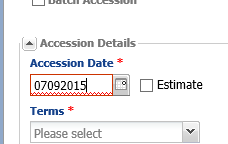 Batch Accession
Accession Details
Accession Date *
07092015
Estimate
Terms *
Please select